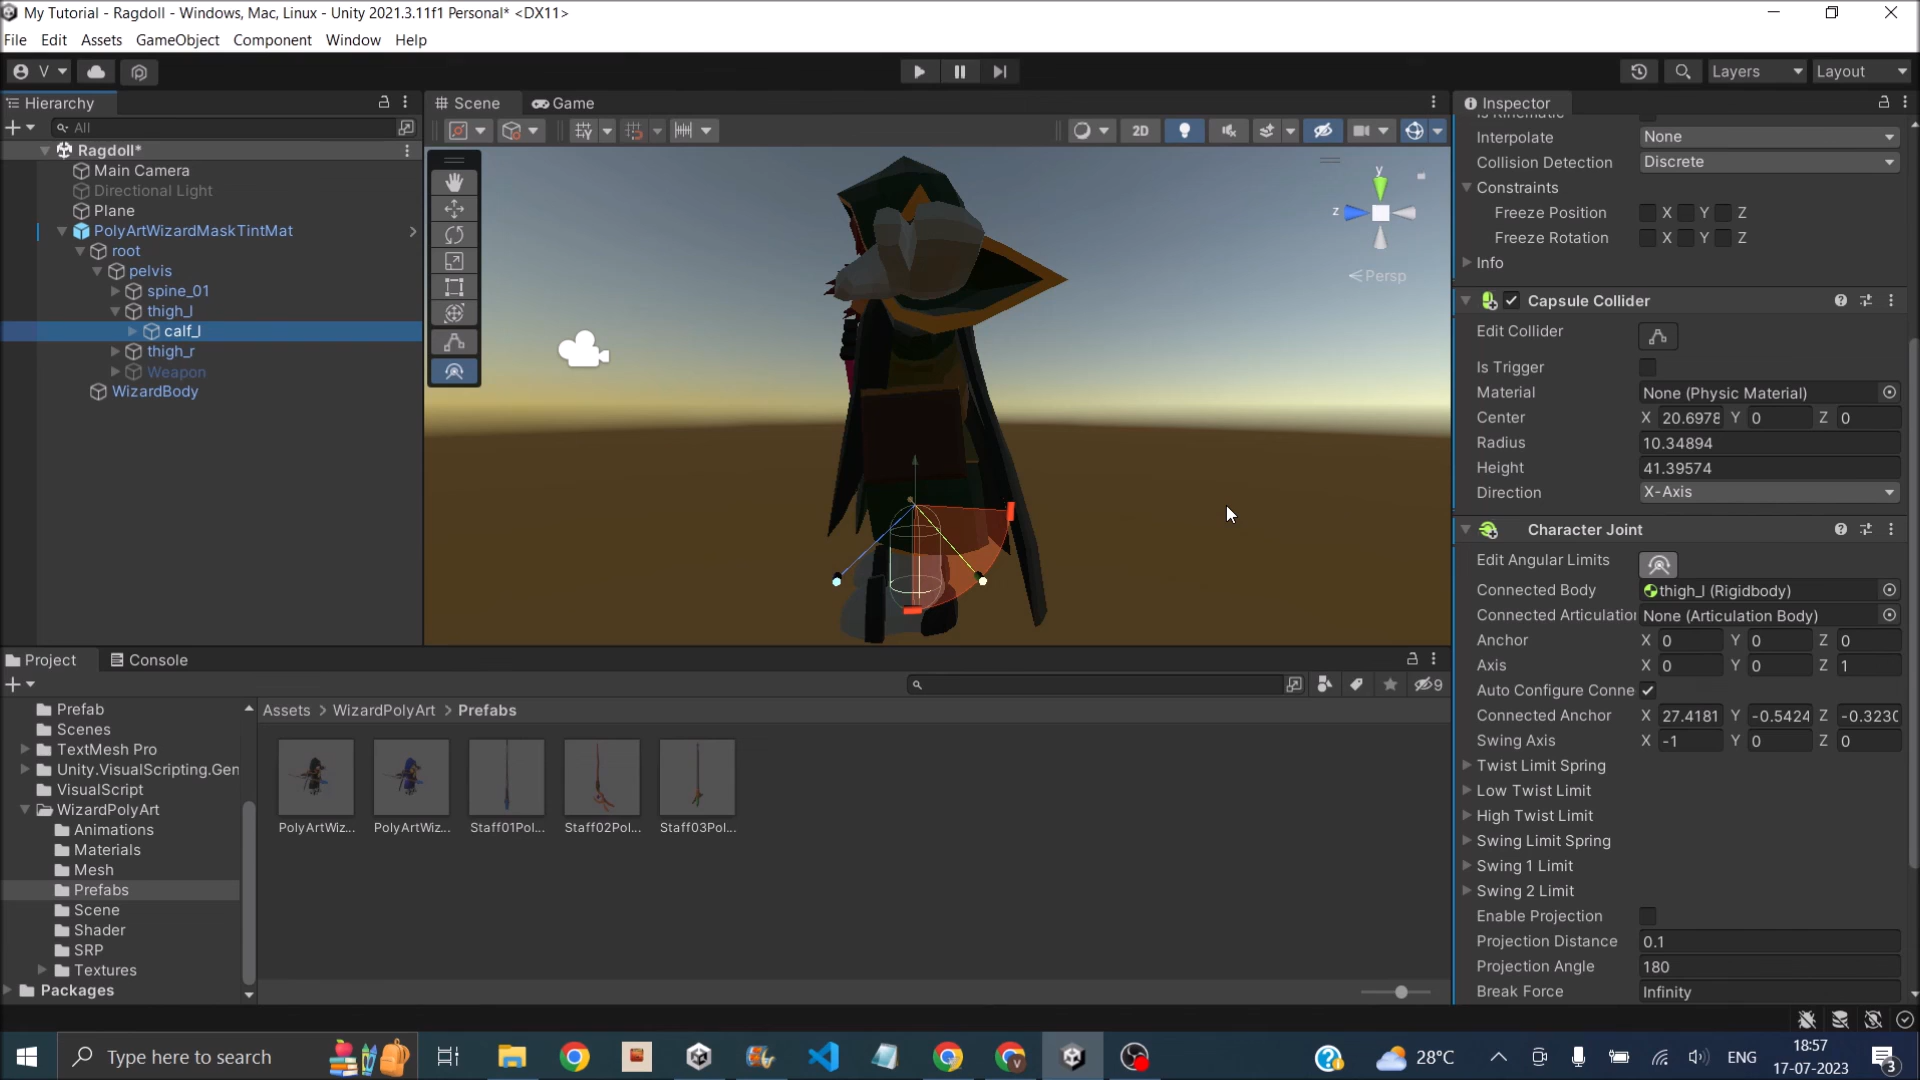 My Tutorial - Ragdoll - Windows, Mac, Linux - Unity 2021.3.11f1 Personal* <DX11>
File Edit Assets GameObject Component Window Help
V
Layers
Layout
Hierarchy
All
Ragdoll*
Main Camera
Directional Light
Plane
PolyArtWizardMaskTintMat
root
pelvis
spine_01
thigh_l
calf_l
thigh_r
Weapon
WizardBody
Scene
Game
2D
y
z
Persp
Inspector
Interpolate None
Collision Detection Discrete
Constraints
Freeze Position X Y Z
Freeze Rotation X Y Z
Info
Capsule Collider
Edit Collider
Is Trigger
Material None (Physic Material)
Center X 20.6978 Y 0 Z 0
Radius 10.34894
Height 41.39574
Direction X-Axis
Character Joint
Edit Angular Limits
Connected Body thigh_l (Rigidbody)
Connected Articulation None (Articulation Body)
Anchor X 0 Y 0 Z 0
Axis X 0 Y 0 Z 1
Auto Configure Conne
Connected Anchor X 27.4181 Y -0.5424 Z -0.3230
Swing Axis X -1 Y 0 Z 0
Twist Limit Spring
Low Twist Limit
High Twist Limit
Swing Limit Spring
Swing 1 Limit
Swing 2 Limit
Enable Projection
Projection Distance 0.1
Projection Angle 180
Break Force Infinity
Project
Console
9
Prefab
Scenes
TextMesh Pro
Unity.VisualScripting.Gen
VisualScript
WizardPolyArt
Animations
Materials
Mesh
Prefabs
Scene
Shader
SRP
Textures
Packages
Assets > WizardPolyArt > Prefabs
PolyArtWiz... PolyArtWiz... Staff01Pol... Staff02Pol... Staff03Pol...
Type here to search
28°C
ENG
18:57
17-07-2023
3